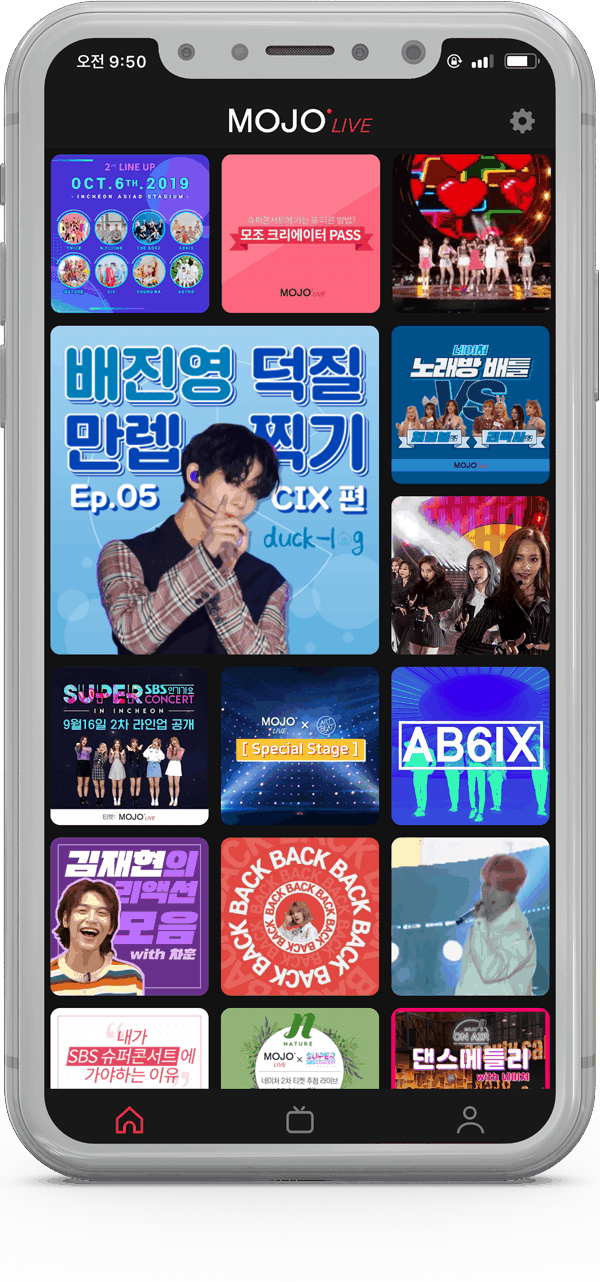 오전 9:50
MOJO LIVE
2nd LINE UP
OCT.6TH.2019
- INCHEON ASIAD STADIUM -
TWICE
N.FLYING
THE BOYZ
AB6IX
NATURE
CIX
CHUNG HA
ASTRO
슈퍼콘서트에 가는 또 다른 방법?
모조 크리에이터 PASS
MOJO LIVE
배진영 덕질
만렙 찍기
Ep.05
CIX 편
duck-log
네이처
노래방 배틀
VS
MOJO LIVE
SUPER SBS 인기가요 CONCERT
IN INCHEON
9월16일 2차 라인업 공개
티켓: MOJO LIVE
MOJO LIVE × ART BEAT
[ Special Stage ]
AB6IX
김재현의
리액션
모음
with 차훈
BACK BACK BACK BACK BACK BACK BACK
BACK BACK BACK BACK BACK BACK
“내가
SBS 슈퍼콘서트에
가야하는 이유
n
NATURE
MOJO LIVE × SUPER
네이처 2차 티켓 추첨 라이브
MOJO
ON AIR
댄스메들리
with 네이처